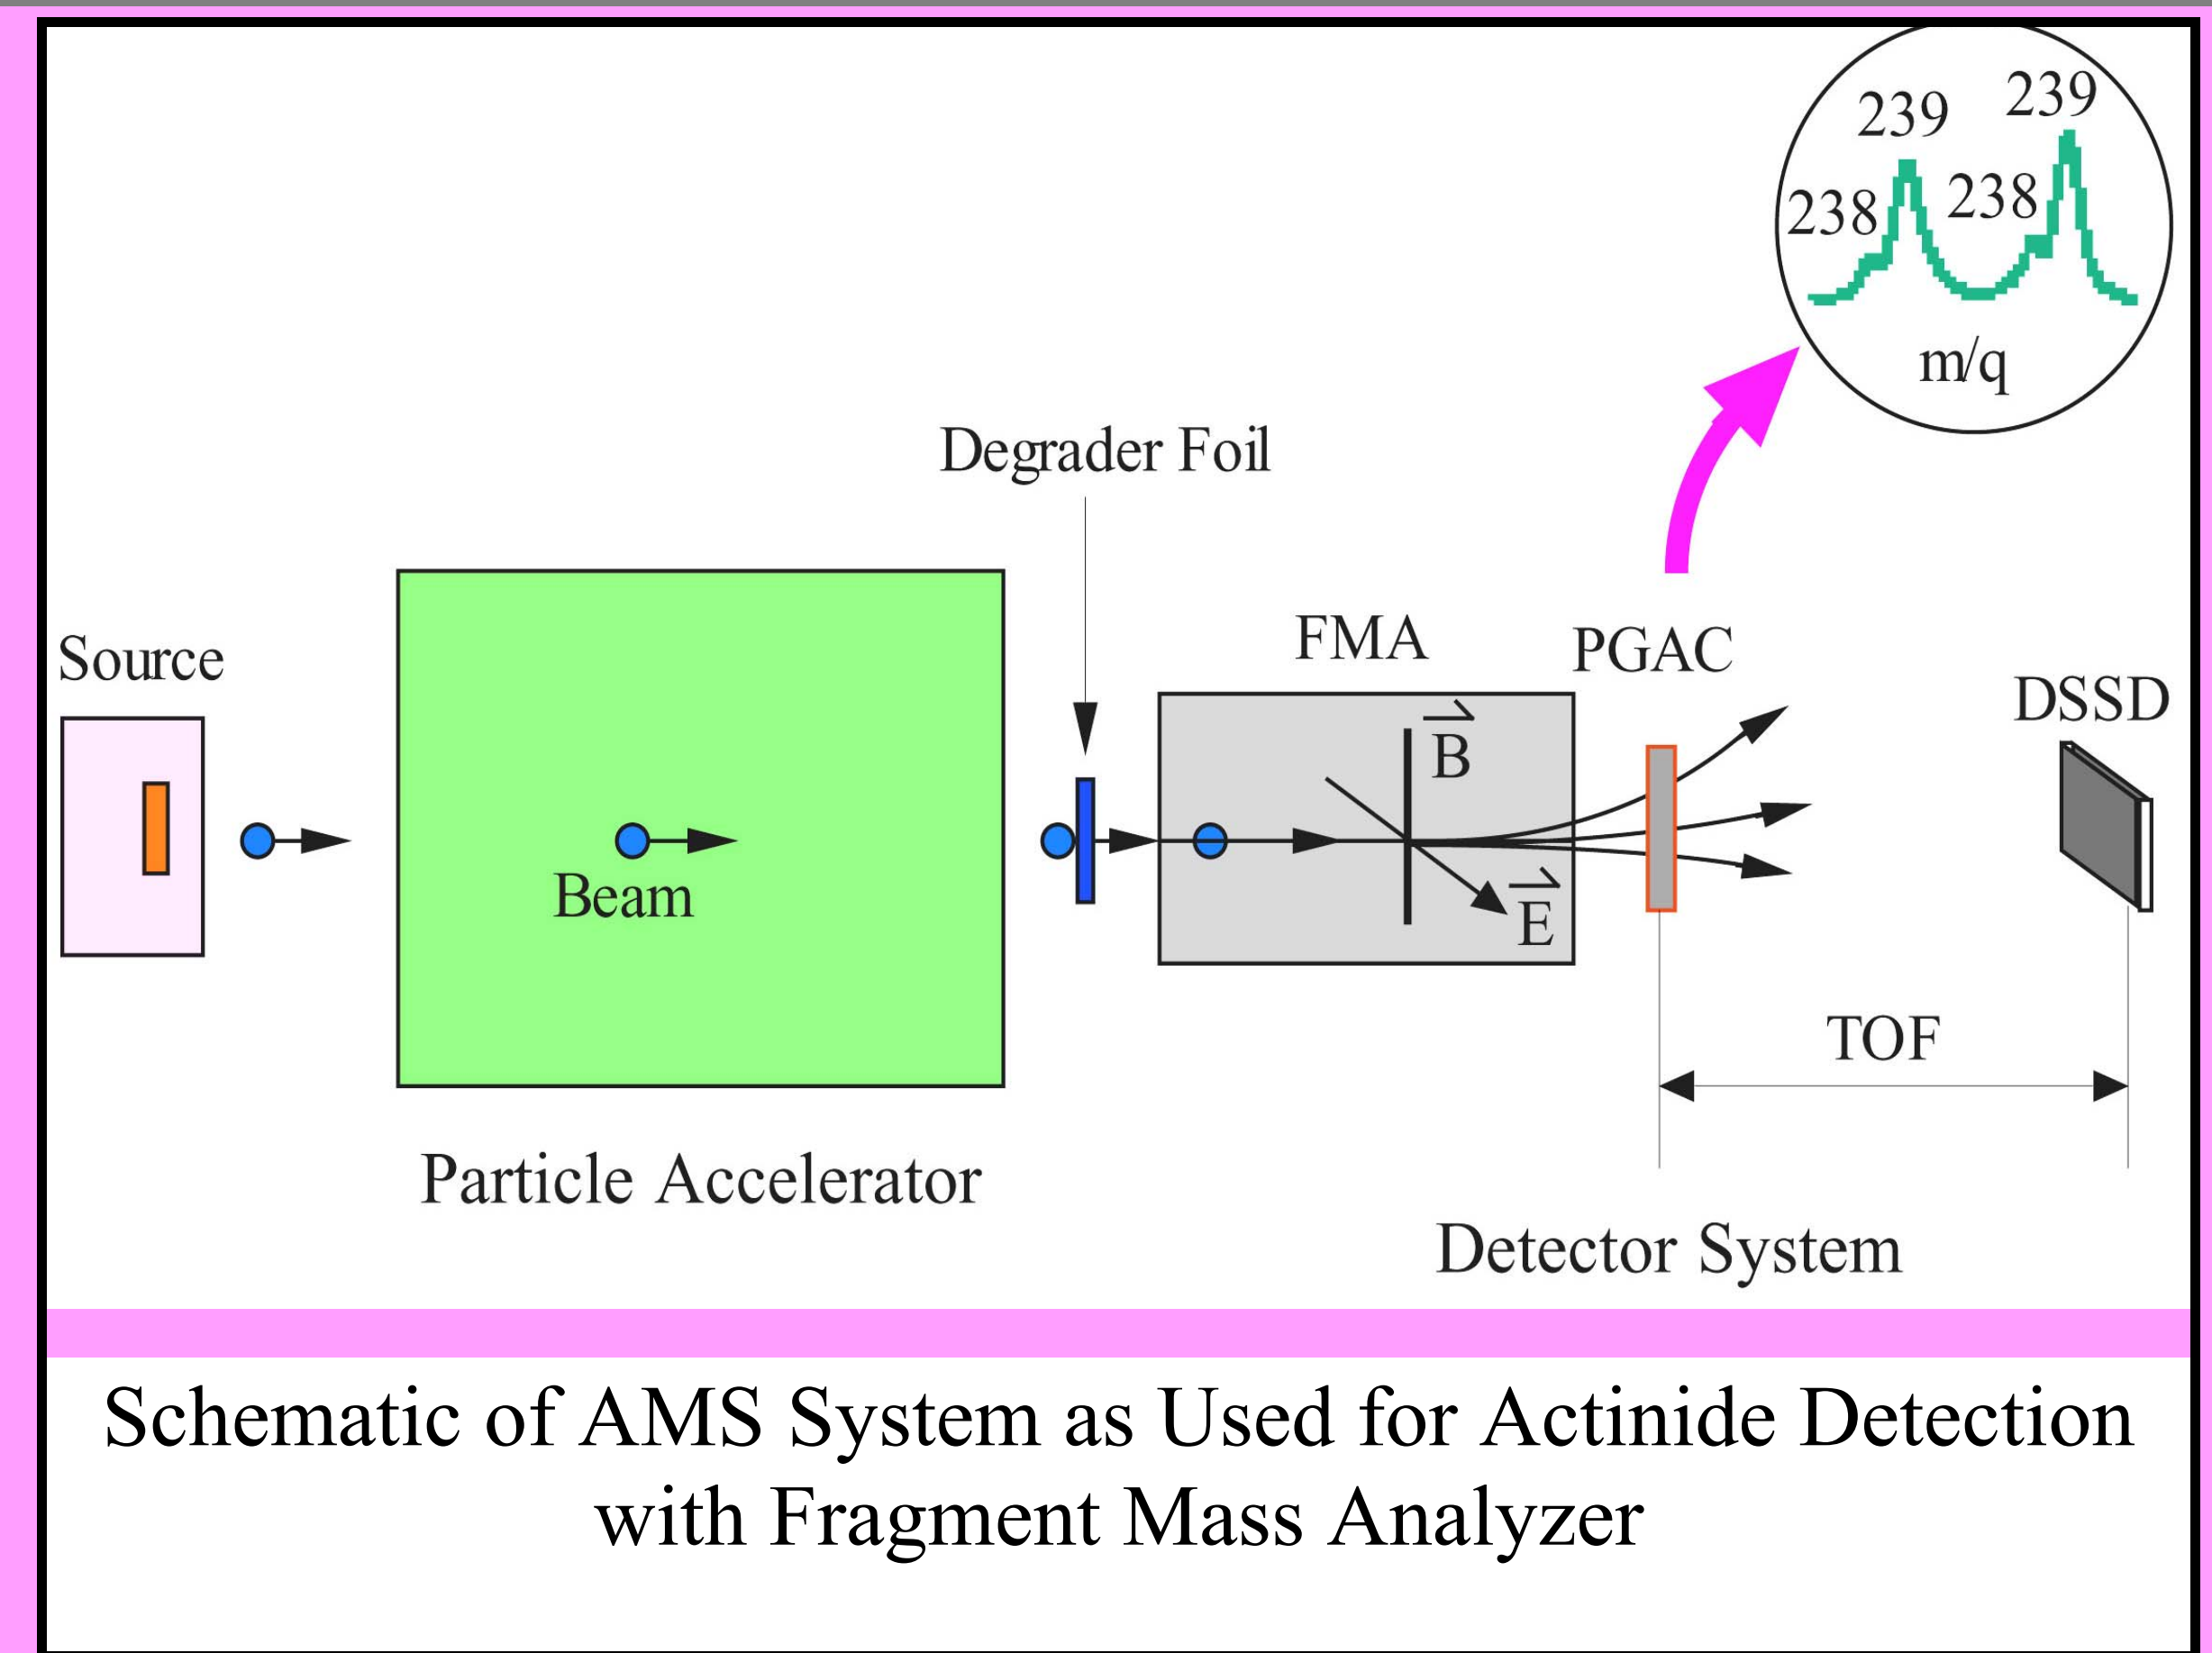 239
239
238
238
m/q
Degrader Foil
FMA
PGAC
Source
DSSD
B
Beam
E
TOF
Particle Accelerator
Detector System
Schematic of AMS System as Used for Actinide Detection
with Fragment Mass Analyzer